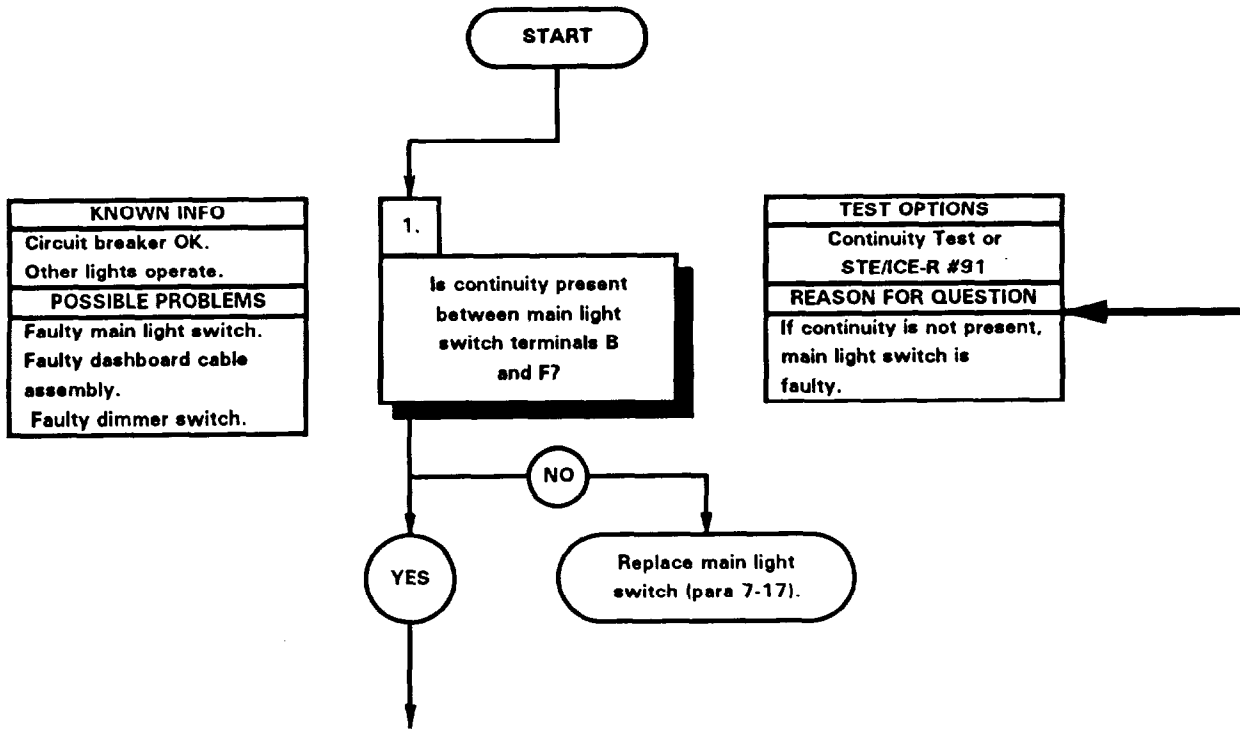 START
KNOWN INFO
Circuit breaker OK.
Other lights operate.
POSSIBLE PROBLEMS
Faulty main light switch.
Faulty dashboard cable
assembly.
Faulty dimmer switch.
1.
Is continuity present
between main light
switch terminals B
and F?
TEST OPTIONS
Continuity Test or
STE/ICE-R #91
REASON FOR QUESTION
If continuity is not present,
main light switch is
faulty.
NO
YES
Replace main light
switch (para 7-17).